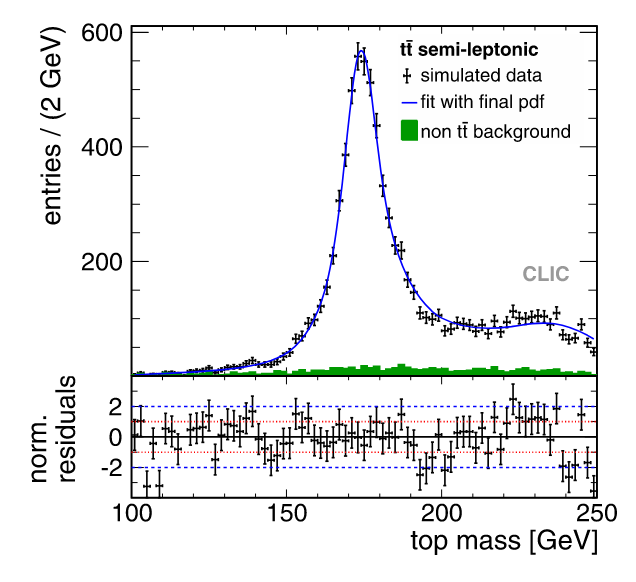 600
400
200
entries / (2 GeV)
tt̄ semi-leptonic
simulated data
fit with final pdf
non tt̄ background
CLIC
norm.
residuals
2
0
-2
100
150
200
250
top mass [GeV]